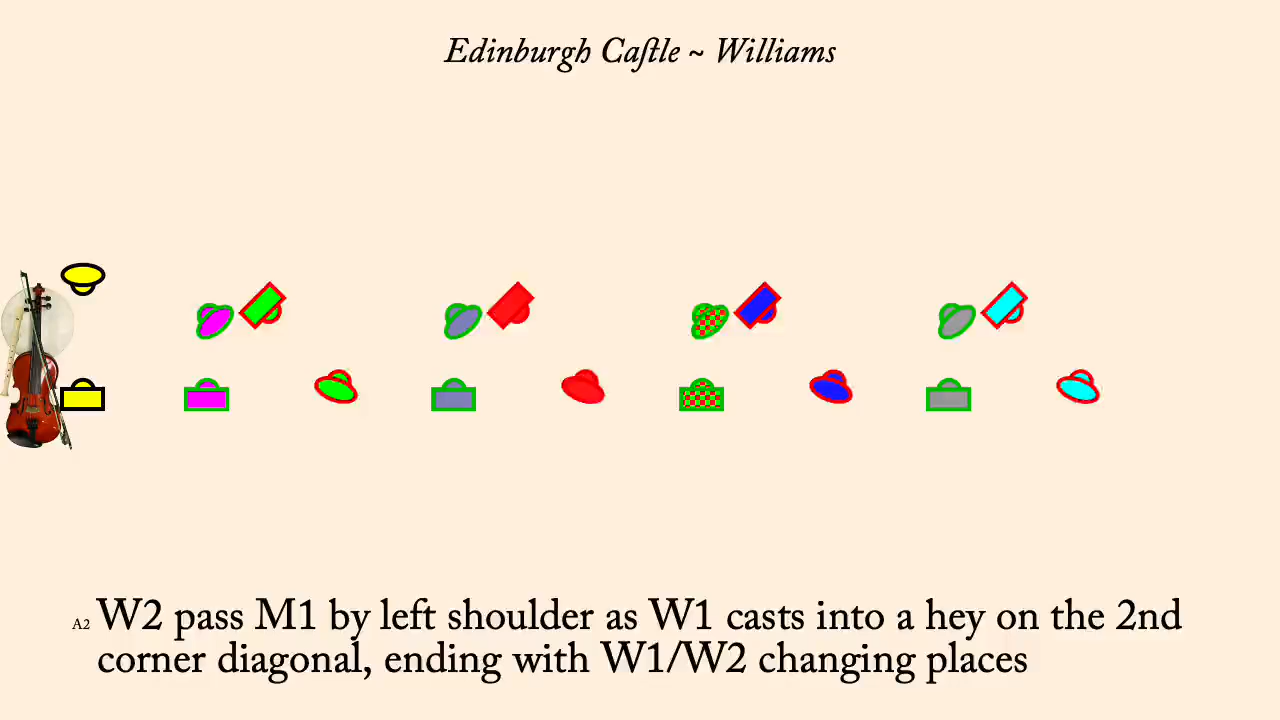 Edinburgh Caſtle ~ Williams
A2 W2 pass M1 by left shoulder as W1 casts into a hey on the 2nd
corner diagonal, ending with W1/W2 changing places